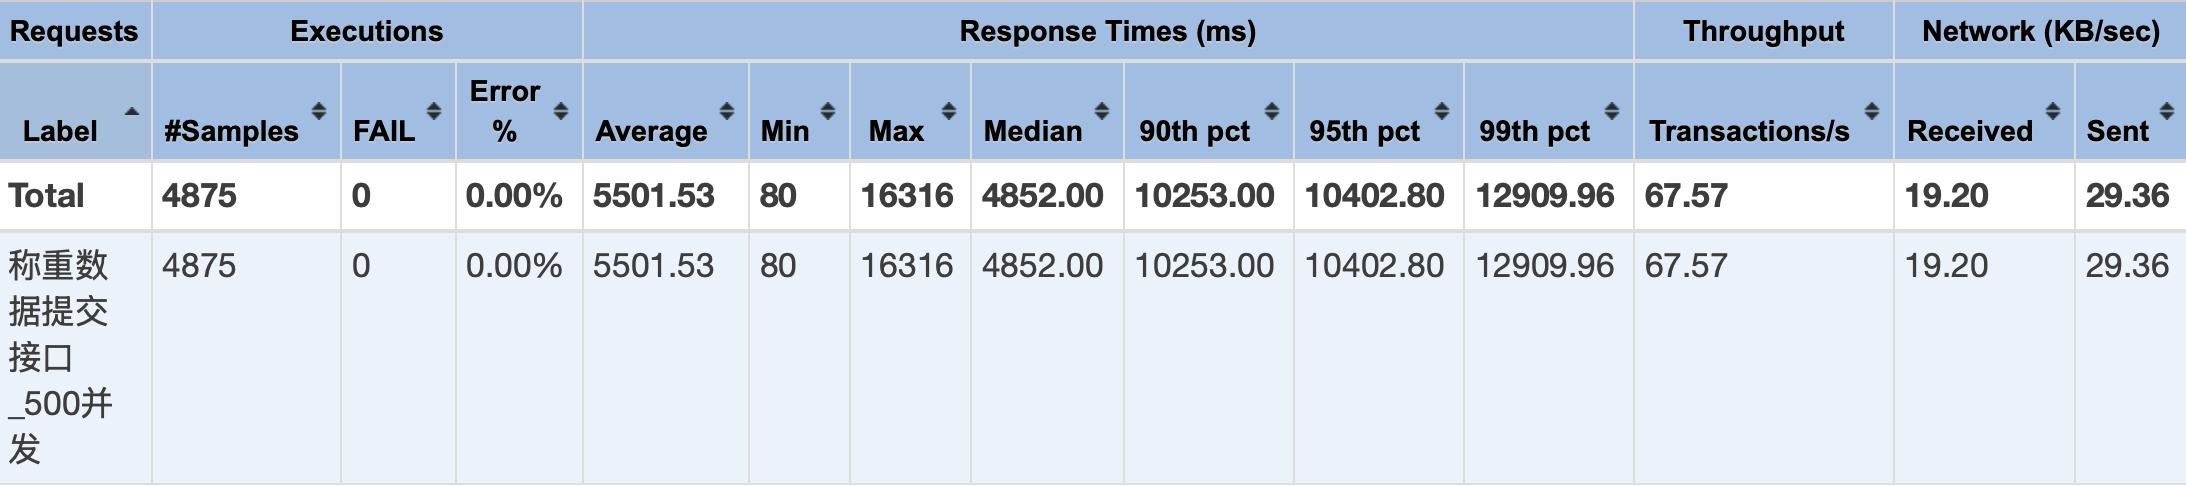 Requests Executions Response Times (ms) Throughput Network (KB/sec)
Label #Samples FAIL Error % Average Min Max Median 90th pct 95th pct 99th pct Transactions/s Received Sent
Total 4875 0 0.00% 5501.53 80 16316 4852.00 10253.00 10402.80 12909.96 67.57 19.20 29.36
称重数 4875 0 0.00% 5501.53 80 16316 4852.00 10253.00 10402.80 12909.96 67.57 19.20 29.36
据提交
接口
_500并
发